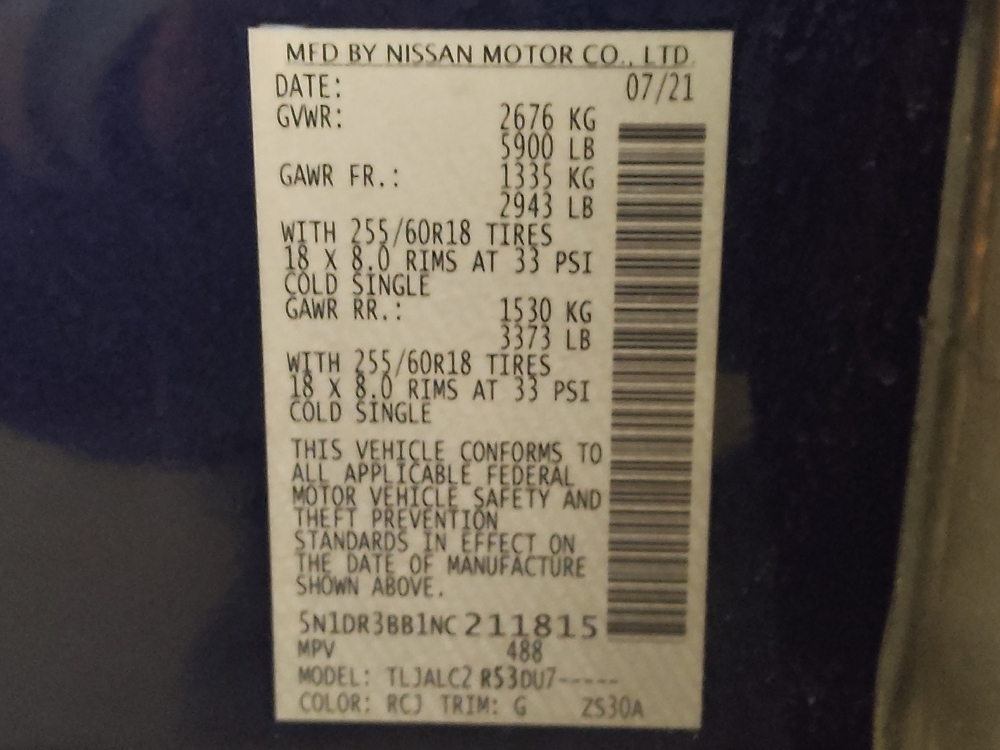 MFD BY NISSAN MOTOR CO., LTD.
DATE: 07/21
GVWR: 2676 KG
5900 LB
GAWR FR.: 1335 KG
2943 LB
WITH 255/60R18 TIRES
18 X 8.0 RIMS AT 33 PSI
COLD SINGLE
GAWR RR.: 1530 KG
3373 LB
WITH 255/60R18 TIRES
18 X 8.0 RIMS AT 33 PSI
COLD SINGLE
THIS VEHICLE CONFORMS TO
ALL APPLICABLE FEDERAL
MOTOR VEHICLE SAFETY AND
THEFT PREVENTION
STANDARDS IN EFFECT ON
THE DATE OF MANUFACTURE
SHOWN ABOVE.
5N1DR3BB1NC211815
MPV 488
MODEL: TLJALC2 R53DU7-----
COLOR: RCJ TRIM: G ZS30A